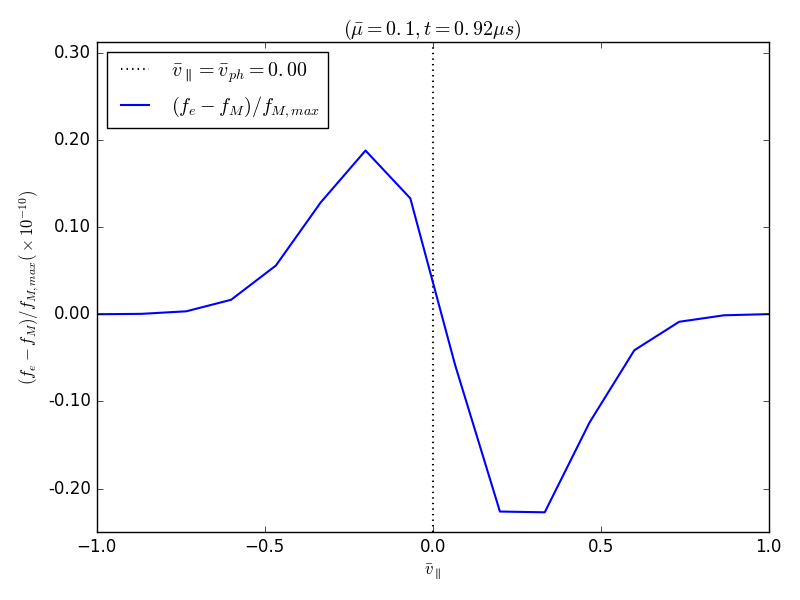 (μ̄ = 0.1, t = 0.92μs)
v̄∥ = v̄ph = 0.00
(fe − fM)/fM,max
0.30
0.20
0.10
0.00
-0.10
-0.20
(fe − fM)/fM,max(×10⁻¹⁰)
−1.0 −0.5 0.0 0.5 1.0
v̄∥